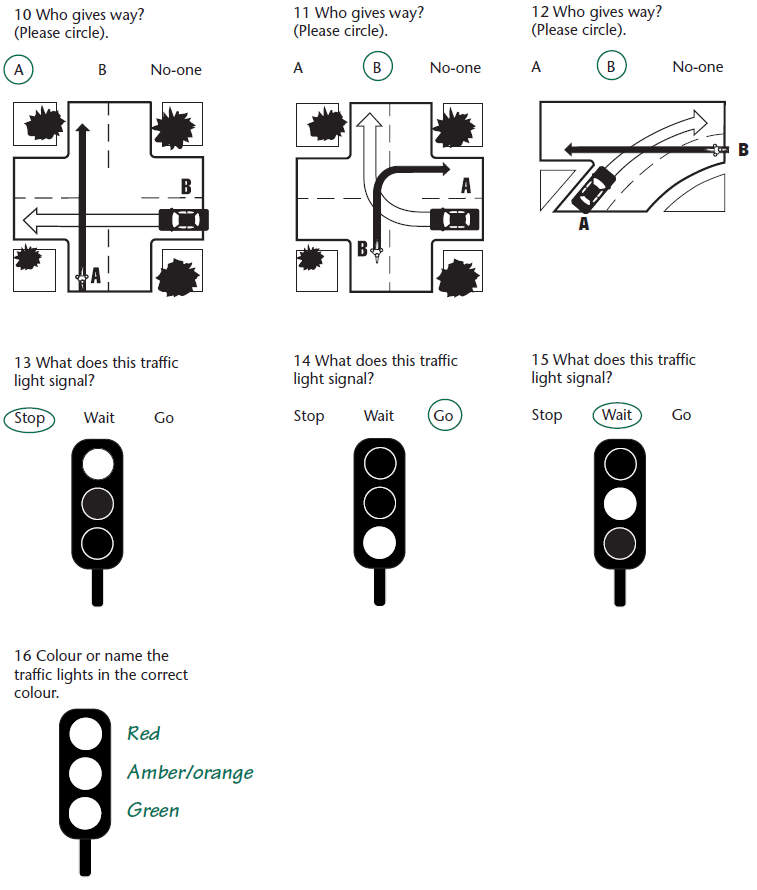 10 Who gives way?
(Please circle).
A B No-one
B
A
11 Who gives way?
(Please circle).
A B No-one
A
B
12 Who gives way?
(Please circle).
A B No-one
B
A
13 What does this traffic
light signal?
Stop Wait Go
14 What does this traffic
light signal?
Stop Wait Go
15 What does this traffic
light signal?
Stop Wait Go
16 Colour or name the
traffic lights in the correct
colour.
Red
Amber/orange
Green